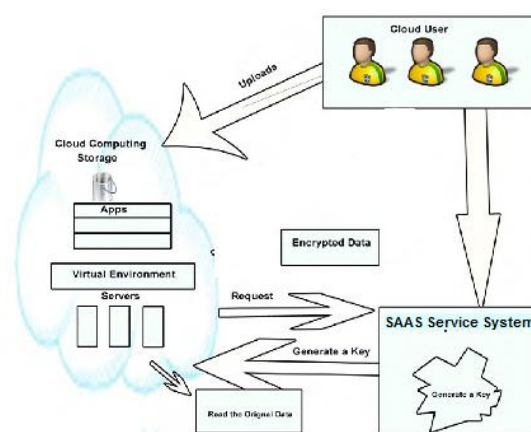 Cloud User
Uploads
Cloud Computing
Storage
Apps
Encrypted Data
Virtual Environment
Servers
Request
SAAS Service System
Generate a Key
Generate a Key
Read the Orignal Data